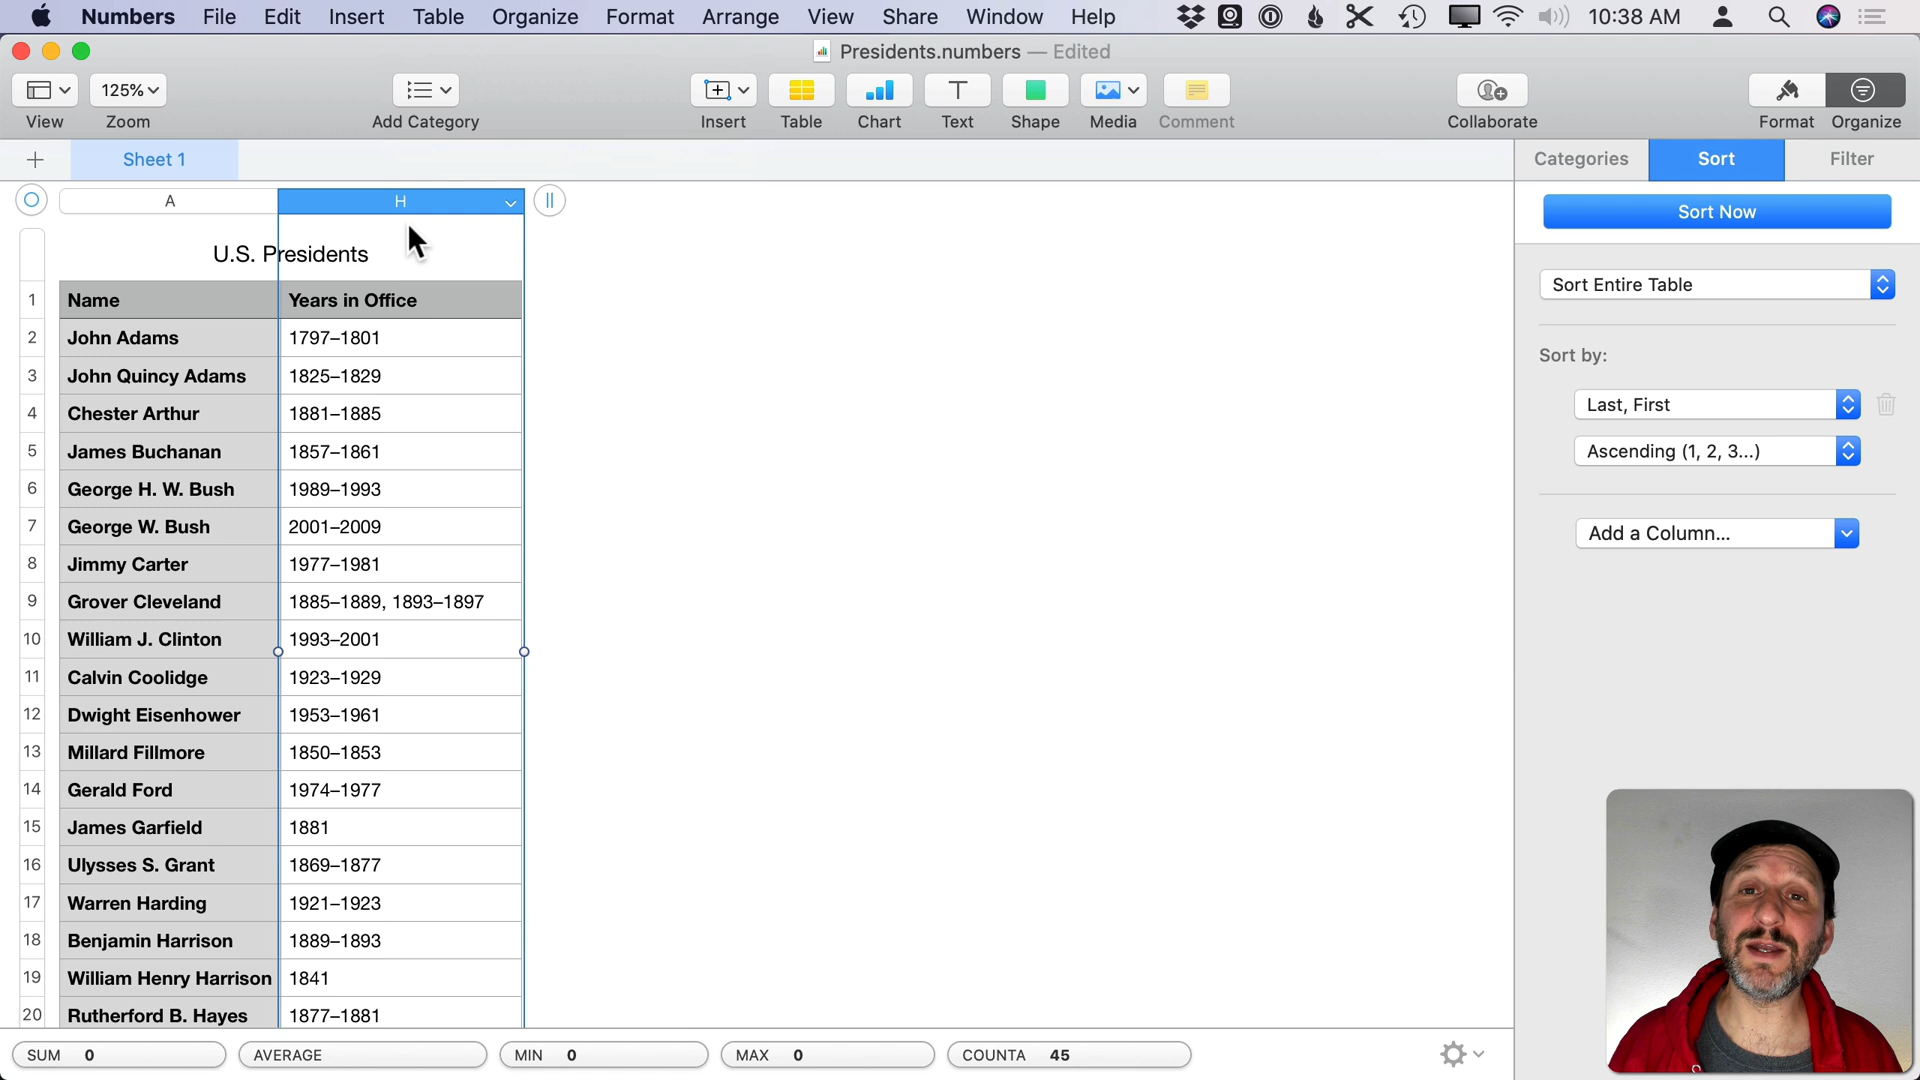 Numbers File Edit Insert Table Organize Format Arrange View Share Window Help 10:38 AM
Presidents.numbers — Edited
125%
View Zoom Add Category Insert Table Chart Text Shape Media Comment Collaborate Format Organize
Sheet 1 Categories Sort Filter
A H
Sort Now
U.S. Presidents
Sort Entire Table
1 Name Years in Office
2 John Adams 1797–1801
Sort by:
3 John Quincy Adams 1825–1829
Last, First
4 Chester Arthur 1881–1885
Ascending (1, 2, 3...)
5 James Buchanan 1857–1861
6 George H. W. Bush 1989–1993
7 George W. Bush 2001–2009
Add a Column...
8 Jimmy Carter 1977–1981
9 Grover Cleveland 1885–1889, 1893–1897
10 William J. Clinton 1993–2001
11 Calvin Coolidge 1923–1929
12 Dwight Eisenhower 1953–1961
13 Millard Fillmore 1850–1853
14 Gerald Ford 1974–1977
15 James Garfield 1881
16 Ulysses S. Grant 1869–1877
17 Warren Harding 1921–1923
18 Benjamin Harrison 1889–1893
19 William Henry Harrison 1841
20 Rutherford B. Hayes 1877–1881
SUM 0 AVERAGE MIN 0 MAX 0 COUNTA 45